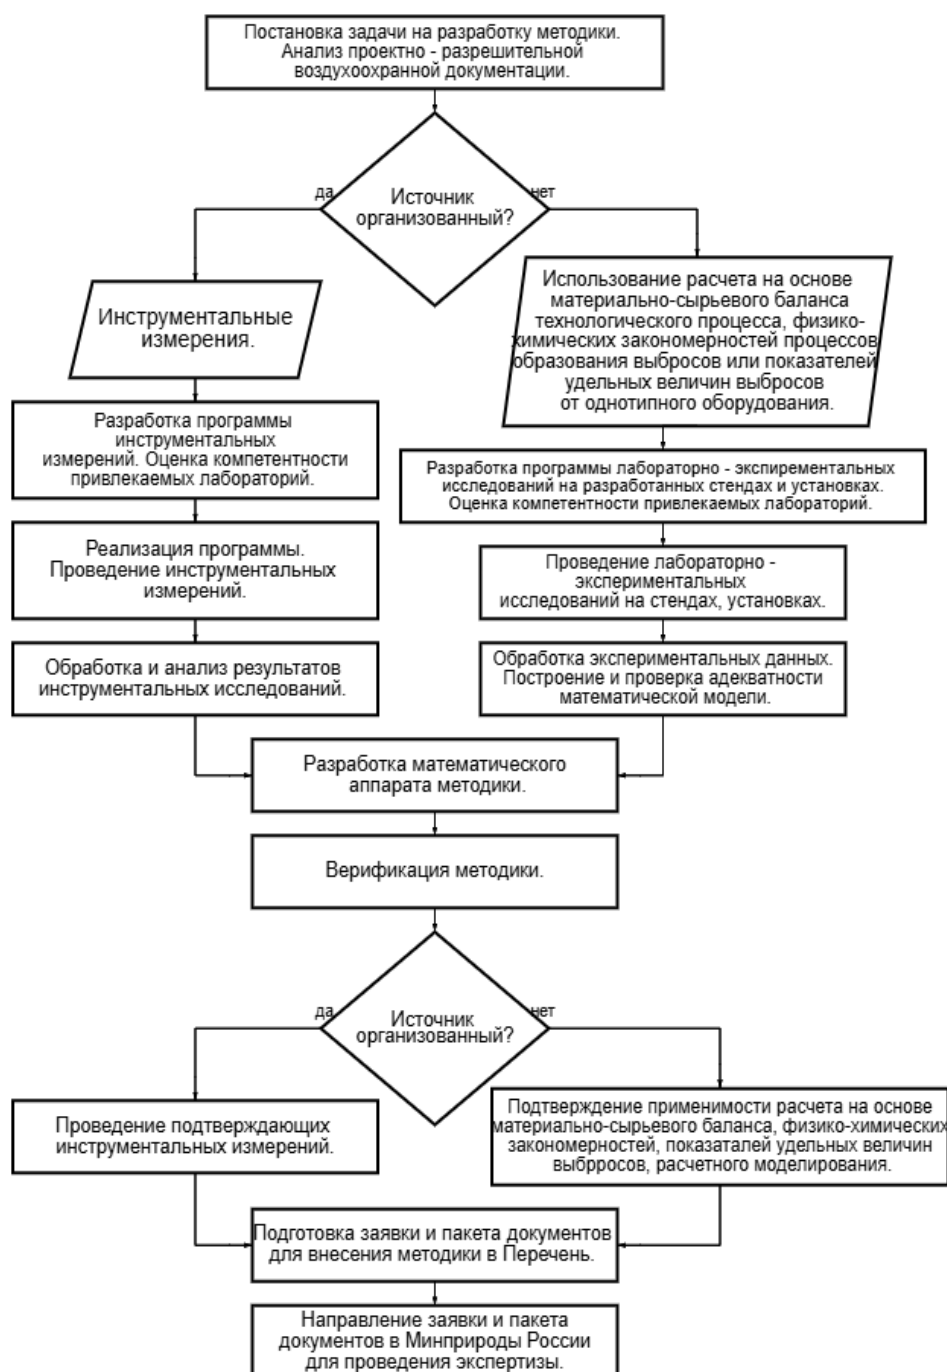 Постановка задачи на разработку методики.
Анализ проектно - разрешительной
воздухоохранной документации.
да
Источник
организованный?
нет
Инструментальные
измерения.
Использование расчета на основе
материально-сырьевого баланса
технологического процесса, физико-
химических закономерностей процессов
образования выбросов или показателей
удельных величин выбросов
от однотипного оборудования.
Разработка программы
инструментальных
измерений. Оценка компетентности
привлекаемых лабораторий.
Разработка программы лабораторно - экспирементальных
исследований на разработанных стендах и установках.
Оценка компетентности привлекаемых лабораторий.
Реализация программы.
Проведение инструментальных
измерений.
Проведение лабораторно -
экспериментальных
исследований на стендах, установках.
Обработка и анализ результатов
инструментальных исследований.
Обработка экспериментальных данных.
Построение и проверка адекватности
математической модели.
Разработка математического
аппарата методики.
Верификация методики.
да
Источник
организованный?
нет
Проведение подтверждающих
инструментальных измерений.
Подтверждение применимости расчета на основе
материально-сырьевого баланса, физико-химических
закономерностей, показаталей удельных величин
выбрросов, расчетного моделирования.
Подготовка заявки и пакета документов
для внесения методики в Перечень.
Направление заявки и пакета
документов в Минприроды России
для проведения экспертизы.